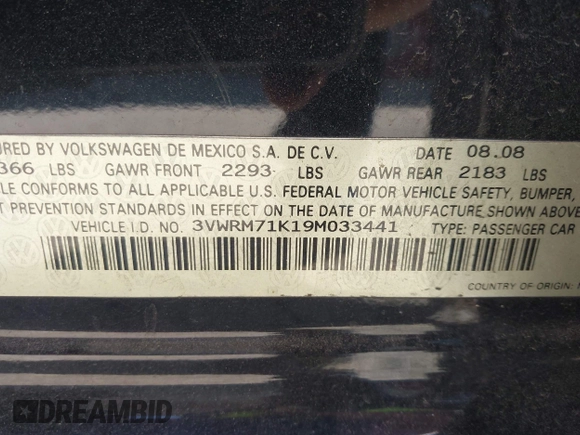 URED BY VOLKSWAGEN DE MEXICO S.A. DE C.V. DATE 08.08
366 LBS GAWR FRONT 2293 LBS GAWR REAR 2183 LBS
LE CONFORMS TO ALL APPLICABLE U.S. FEDERAL MOTOR VEHICLE SAFETY, BUMPER,
T PREVENTION STANDARDS IN EFFECT ON THE DATE OF MANUFACTURE SHOWN ABOVE
VEHICLE I.D. NO. 3VWRM71K19M033441 TYPE: PASSENGER CAR
COUNTRY OF ORIGIN:
DREAMBID